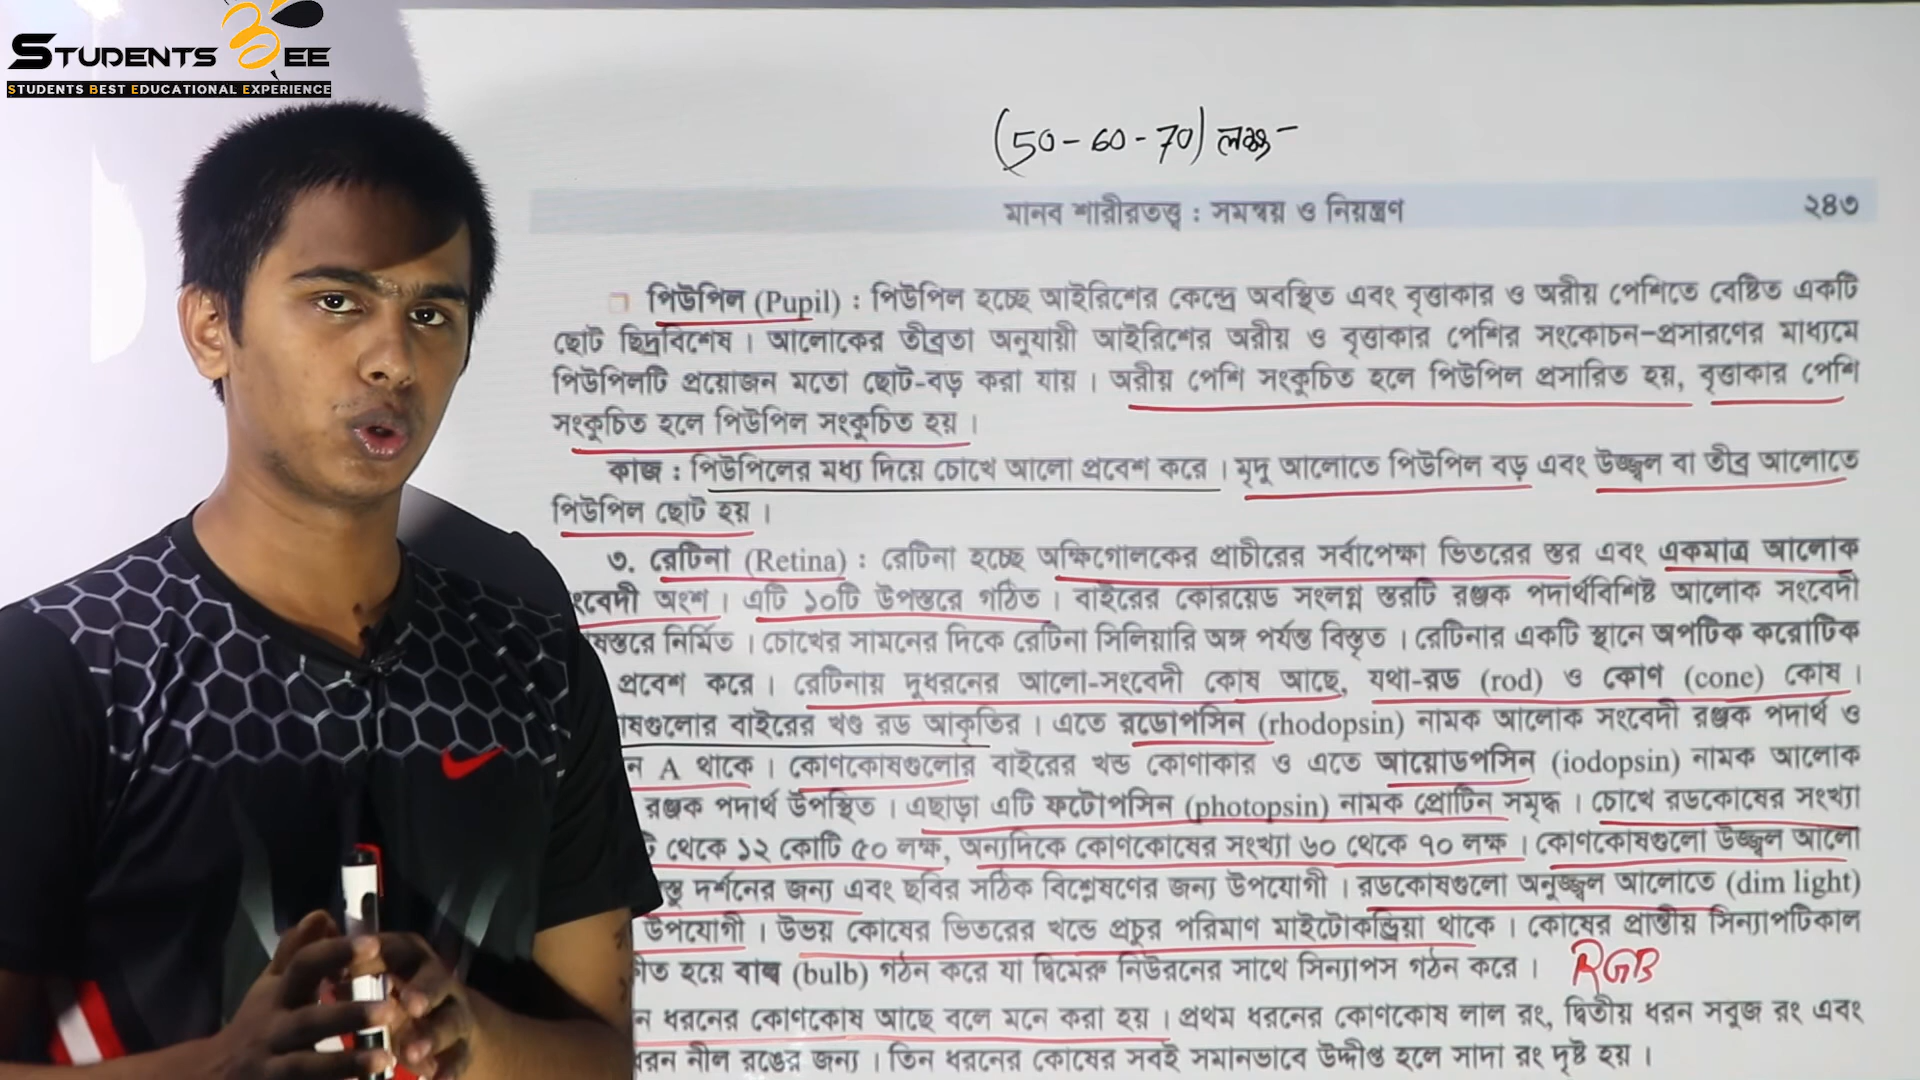 STUDENTS BEE
STUDENTS BEST EDUCATIONAL EXPERIENCE
(50-60-70) লক্ষ
মানব শারীরতত্ত্ব : সমন্বয় ও নিয়ন্ত্রণ ২৪৩
পিউপিল (Pupil) : পিউপিল হচ্ছে আইরিশের কেন্দ্রে অবস্থিত এবং বৃত্তাকার ও অরীয় পেশিতে বেষ্টিত একটি
ছোট ছিদ্রবিশেষ । আলোকের তীব্রতা অনুযায়ী আইরিশের অরীয় ও বৃত্তাকার পেশির সংকোচন-প্রসারণের মাধ্যমে
পিউপিলটি প্রয়োজন মতো ছোট-বড় করা যায় । অরীয় পেশি সংকুচিত হলে পিউপিল প্রসারিত হয়, বৃত্তাকার পেশি
সংকুচিত হলে পিউপিল সংকুচিত হয় ।
কাজ : পিউপিলের মধ্য দিয়ে চোখে আলো প্রবেশ করে । মৃদু আলোতে পিউপিল বড় এবং উজ্জ্বল বা তীব্র আলোতে
পিউপিল ছোট হয় ।
৩. রেটিনা (Retina) : রেটিনা হচ্ছে অক্ষিগোলকের প্রাচীরের সর্বাপেক্ষা ভিতরের স্তর এবং একমাত্র আলোক
ংবেদী অংশ । এটি ১০টি উপস্তরে গঠিত । বাইরের কোরয়েড সংলগ্ন স্তরটি রঞ্জক পদার্থবিশিষ্ট আলোক সংবেদী
ষস্তরে নির্মিত । চোখের সামনের দিকে রেটিনা সিলিয়ারি অঙ্গ পর্যন্ত বিস্তৃত । রেটিনার একটি স্থানে অপটিক করোটিক
প্রবেশ করে । রেটিনায় দুধরনের আলো-সংবেদী কোষ আছে, যথা-রড (rod) ও কোণ (cone) কোষ ।
ষগুলোর বাইরের খণ্ড রড আকৃতির । এতে রডোপসিন (rhodopsin) নামক আলোক সংবেদী রঞ্জক পদার্থ ও
ন A থাকে । কোণকোষগুলোর বাইরের খন্ড কোণাকার ও এতে আয়োডপসিন (iodopsin) নামক আলোক
রঞ্জক পদার্থ উপস্থিত । এছাড়া এটি ফটোপসিন (photopsin) নামক প্রোটিন সমৃদ্ধ । চোখে রডকোষের সংখ্যা
টি থেকে ১২ কোটি ৫০ লক্ষ, অন্যদিকে কোণকোষের সংখ্যা ৬০ থেকে ৭০ লক্ষ । কোণকোষগুলো উজ্জ্বল আলো
স্তু দর্শনের জন্য এবং ছবির সঠিক বিশ্লেষণের জন্য উপযোগী । রডকোষগুলো অনুজ্জ্বল আলোতে (dim light)
উপযোগী । উভয় কোষের ভিতরের খন্ডে প্রচুর পরিমাণ মাইটোকন্ড্রিয়া থাকে । কোষের প্রান্তীয় সিন্যাপটিকাল
ীত হয়ে বাল্ব (bulb) গঠন করে যা দ্বিমেরু নিউরনের সাথে সিন্যাপস গঠন করে । RGB
ন ধরনের কোণকোষ আছে বলে মনে করা হয় । প্রথম ধরনের কোণকোষ লাল রং, দ্বিতীয় ধরন সবুজ রং এবং
ধরন নীল রঙের জন্য । তিন ধরনের কোষের সবই সমানভাবে উদ্দীপ্ত হলে সাদা রং দৃষ্ট হয় ।